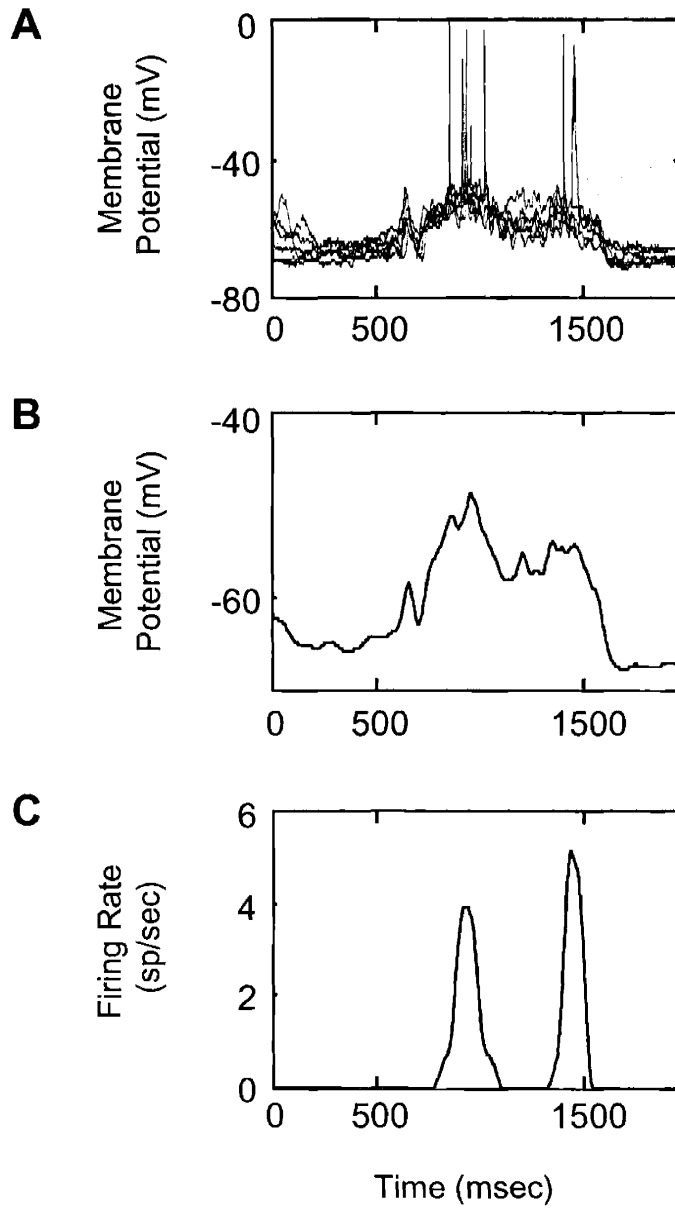 A
Membrane
Potential (mV)
0
-40
-80
0 500 1500
B
Membrane
Potential (mV)
-40
-60
0 500 1500
C
Firing Rate
(sp/sec)
6
4
2
0
0 500 1500
Time (msec)